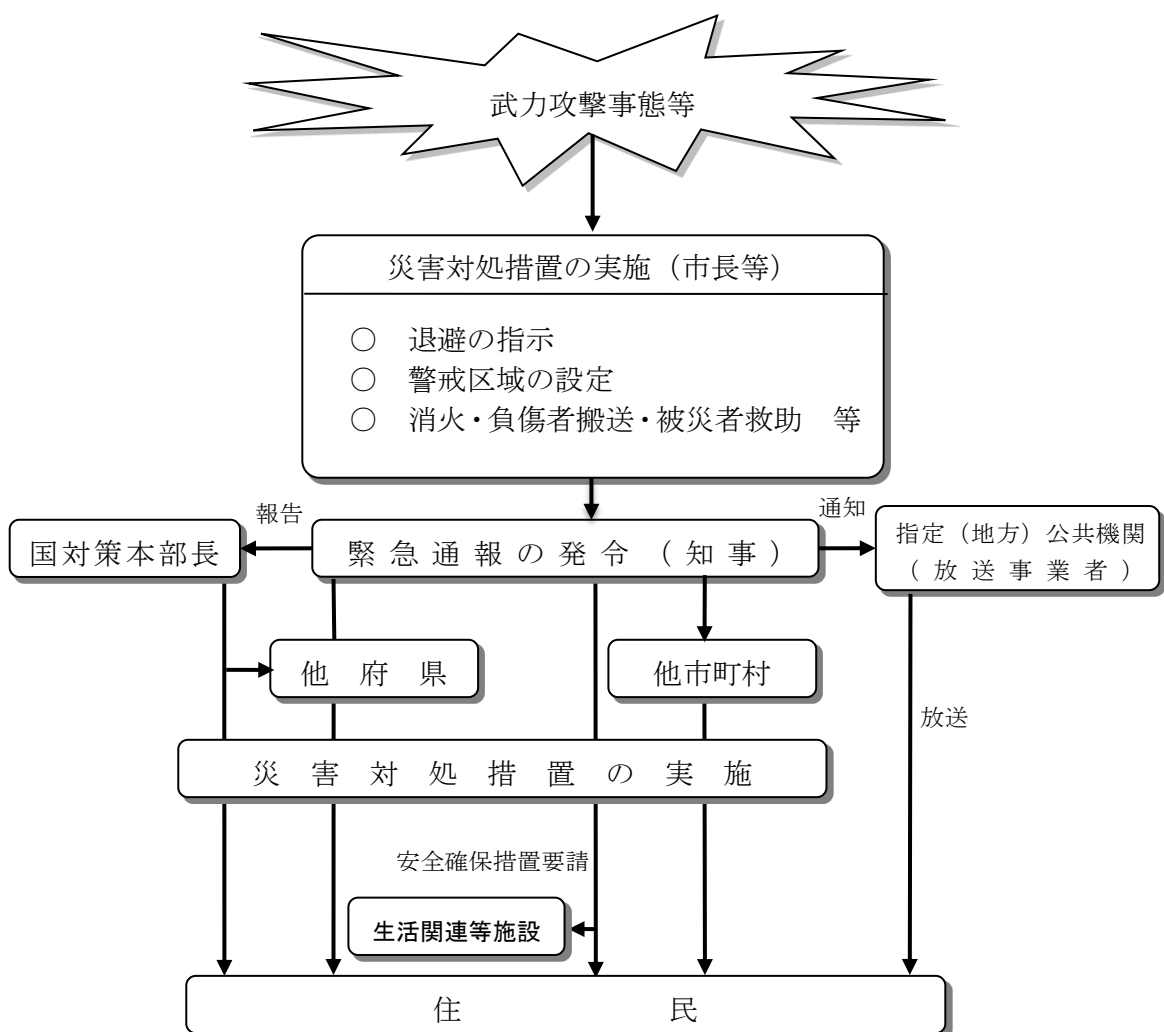 武力攻撃事態等
災害対処措置の実施（市長等）
○ 退避の指示
○ 警戒区域の設定
○ 消火・負傷者搬送・被災者救助 等
報告
通知
国対策本部長
緊急通報の発令（知事）
指定（地方）公共機関
（放送事業者）
他府県
他市町村
放送
災害対処措置の実施
安全確保措置要請
生活関連等施設
住民